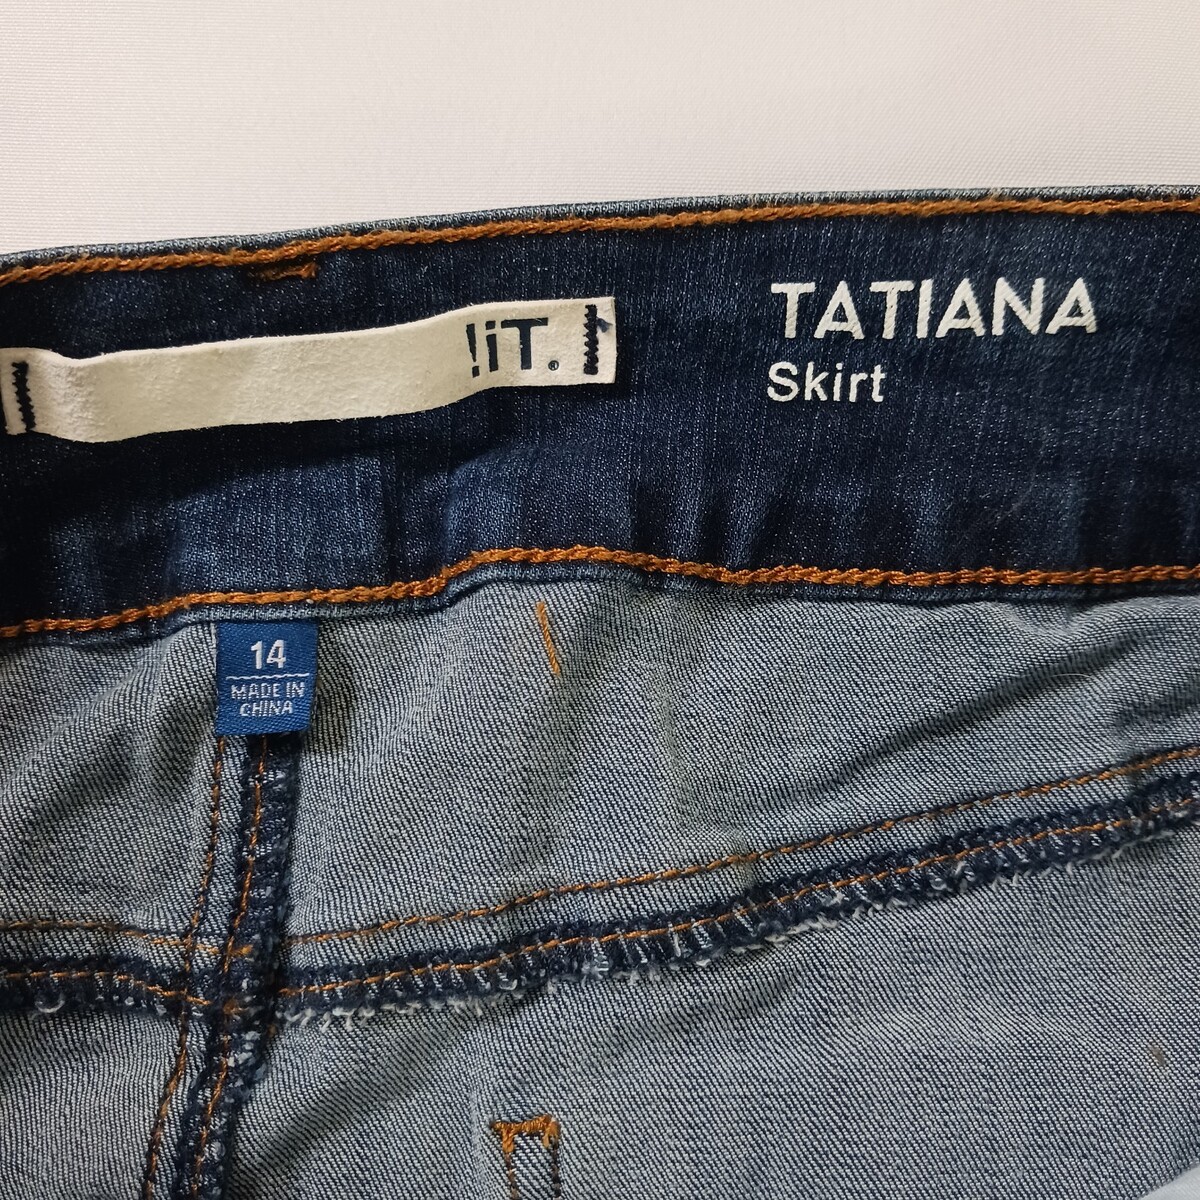 !iT.®
TATIANA
Skirt
14
MADE IN
CHINA